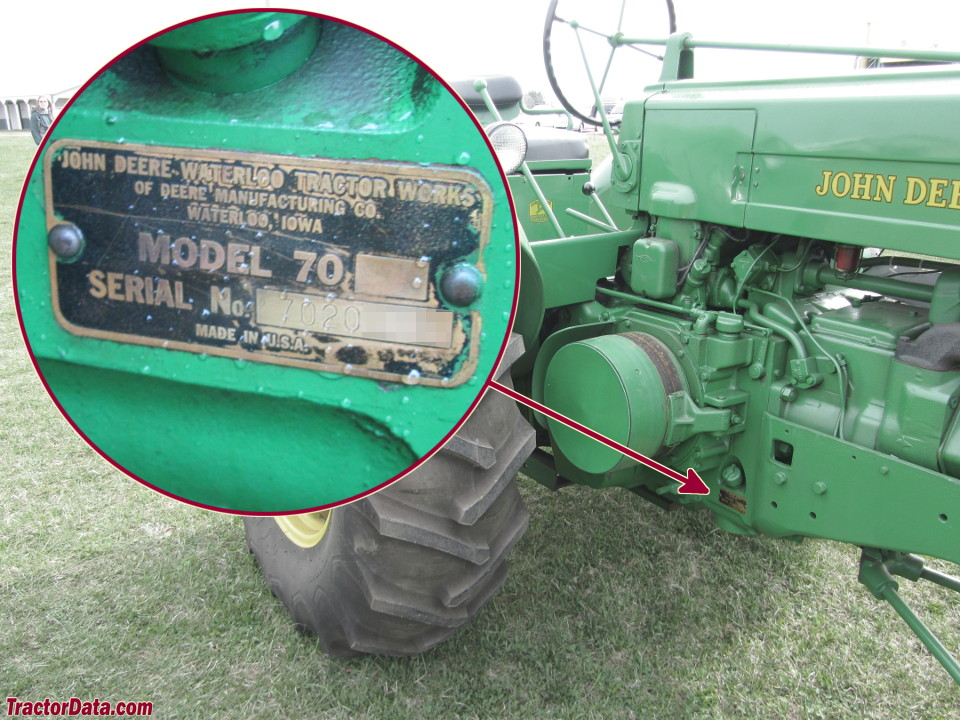 JOHN DEERE WATERLOO TRACTOR WORKS
OF DEERE MANUFACTURING CO.
WATERLOO, IOWA
MODEL 70
SERIAL No. 7020
MADE IN U.S.A.
JOHN DEE
TractorData.com